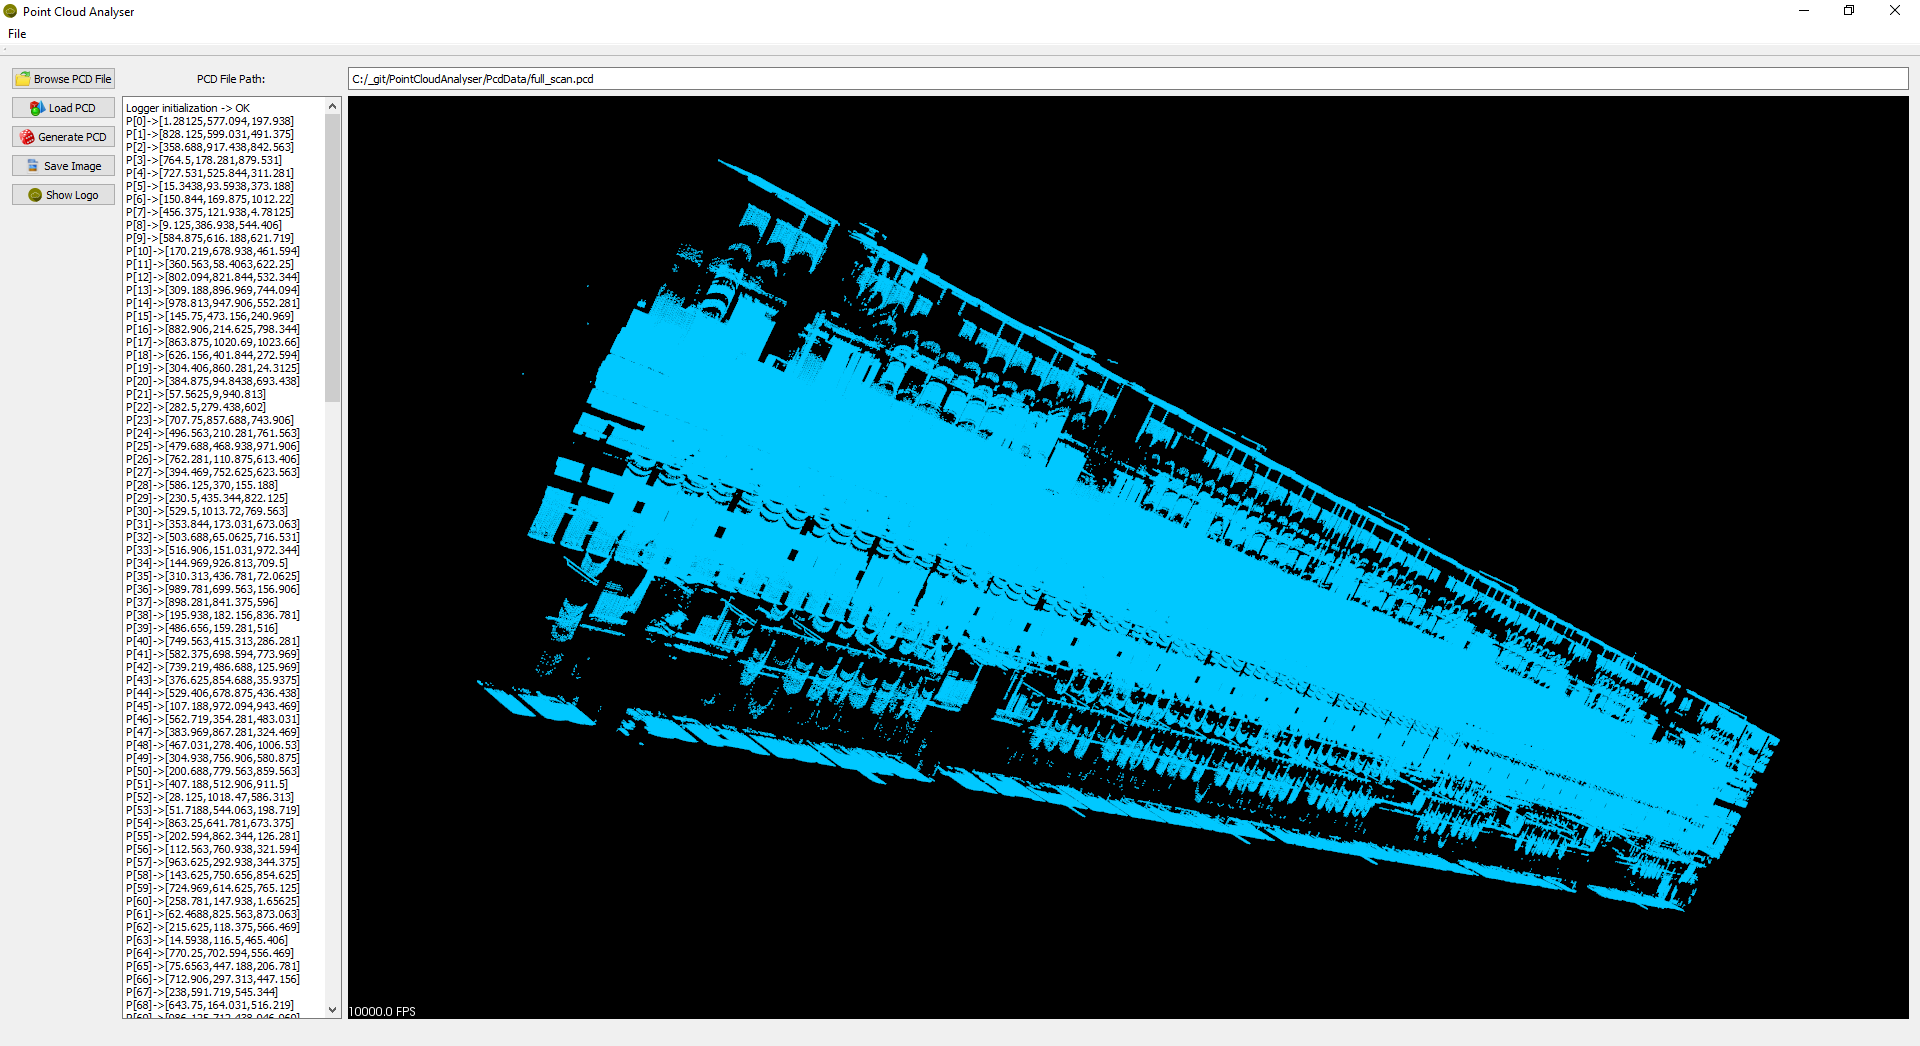 Point Cloud Analyser
File
Browse PCD File
PCD File Path:
C:/_git/PointCloudAnalyser/PcdData/full_scan.pcd
Load PCD
Generate PCD
Save Image
Show Logo
Logger initialization -> OK
P[0]->[1.28125,577.094,197.938]
P[1]->[828.125,599.031,491.375]
P[2]->[358.688,917.438,842.563]
P[3]->[764.5,178.281,879.531]
P[4]->[727.531,525.844,311.281]
P[5]->[15.3438,93.5938,373.188]
P[6]->[150.844,169.875,1012.22]
P[7]->[456.375,121.938,4.78125]
P[8]->[9.125,386.938,544.406]
P[9]->[584.875,616.188,621.719]
P[10]->[170.219,678.938,461.594]
P[11]->[360.563,58.4063,622.25]
P[12]->[802.094,821.844,532.344]
P[13]->[309.188,896.969,744.094]
P[14]->[978.813,947.906,552.281]
P[15]->[145.75,473.156,240.969]
P[16]->[882.906,214.625,798.344]
P[17]->[863.875,1020.69,1023.66]
P[18]->[626.156,401.844,272.594]
P[19]->[304.406,860.281,24.3125]
P[20]->[384.875,94.8438,693.438]
P[21]->[57.5625,9,940.813]
P[22]->[282.5,279.438,602]
P[23]->[707.75,857.688,743.906]
P[24]->[496.563,210.281,761.563]
P[25]->[479.688,468.938,971.906]
P[26]->[762.281,110.875,613.406]
P[27]->[394.469,752.625,623.563]
P[28]->[586.125,370,155.188]
P[29]->[230.5,435.344,822.125]
P[30]->[529.5,1013.72,769.563]
P[31]->[353.844,173.031,673.063]
P[32]->[503.688,65.0625,716.531]
P[33]->[516.906,151.031,972.344]
P[34]->[144.969,926.813,709.5]
P[35]->[310.313,436.781,72.0625]
P[36]->[989.781,699.563,156.906]
P[37]->[898.281,841.375,596]
P[38]->[195.938,182.156,836.781]
P[39]->[486.656,159.281,516]
P[40]->[749.563,415.313,286.281]
P[41]->[582.375,698.594,773.969]
P[42]->[739.219,486.688,125.969]
P[43]->[376.625,854.688,35.9375]
P[44]->[529.406,678.875,436.438]
P[45]->[107.188,972.094,943.469]
P[46]->[562.719,354.281,483.031]
P[47]->[383.969,867.281,324.469]
P[48]->[467.031,278.406,1006.53]
P[49]->[304.938,756.906,580.875]
P[50]->[200.688,779.563,859.563]
P[51]->[407.188,512.906,911.5]
P[52]->[28.125,1018.47,586.313]
P[53]->[51.7188,544.063,198.719]
P[54]->[863.25,641.781,673.375]
P[55]->[202.594,862.344,126.281]
P[56]->[112.563,760.938,321.594]
P[57]->[963.625,292.938,344.375]
P[58]->[143.625,750.656,854.625]
P[59]->[724.969,614.625,765.125]
P[60]->[258.781,147.938,1.65625]
P[61]->[62.4688,825.563,873.063]
P[62]->[215.625,118.375,566.469]
P[63]->[14.5938,116.5,465.406]
P[64]->[770.25,702.594,556.469]
P[65]->[75.6563,447.188,206.781]
P[66]->[712.906,297.313,447.156]
P[67]->[238,591.719,545.344]
P[68]->[643.75,164.031,516.219]
10000.0 FPS